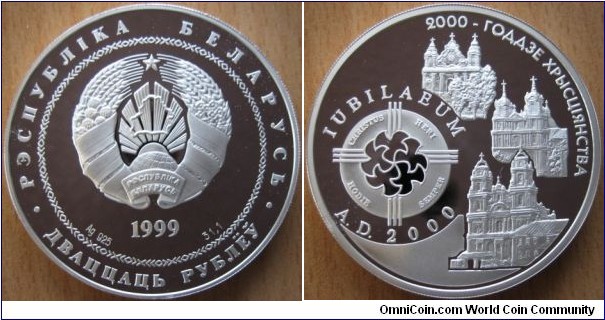 РЭСПУБЛІКА БЕЛАРУСЬ
РЭСПУБЛІКА
БЕЛАРУСЬ
1999
Ag 925
31,1
· ДВАЦЦАЦЬ РУБЛЁЎ ·
2000-ГОДДЗЕ ХРЫСЦІЯНСТВА
IUBILAEUM
CHRISTUS
HERI
HODIE
SEMPER
A.D. 2000
OmniCoin.com World Coin Community